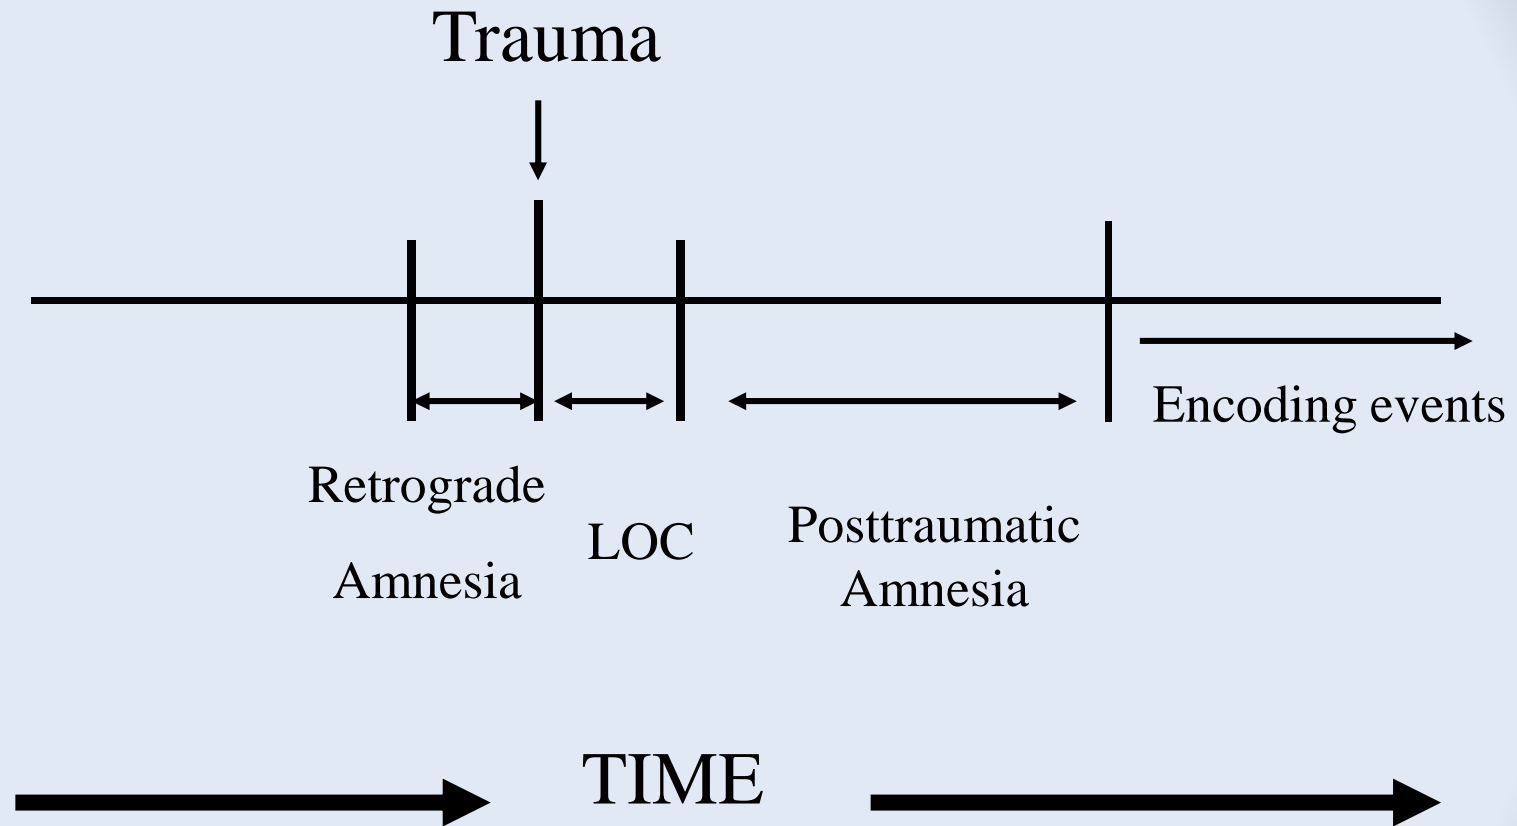 Trauma
Encoding events
Retrograde
Amnesia
LOC
Posttraumatic
Amnesia
TIME